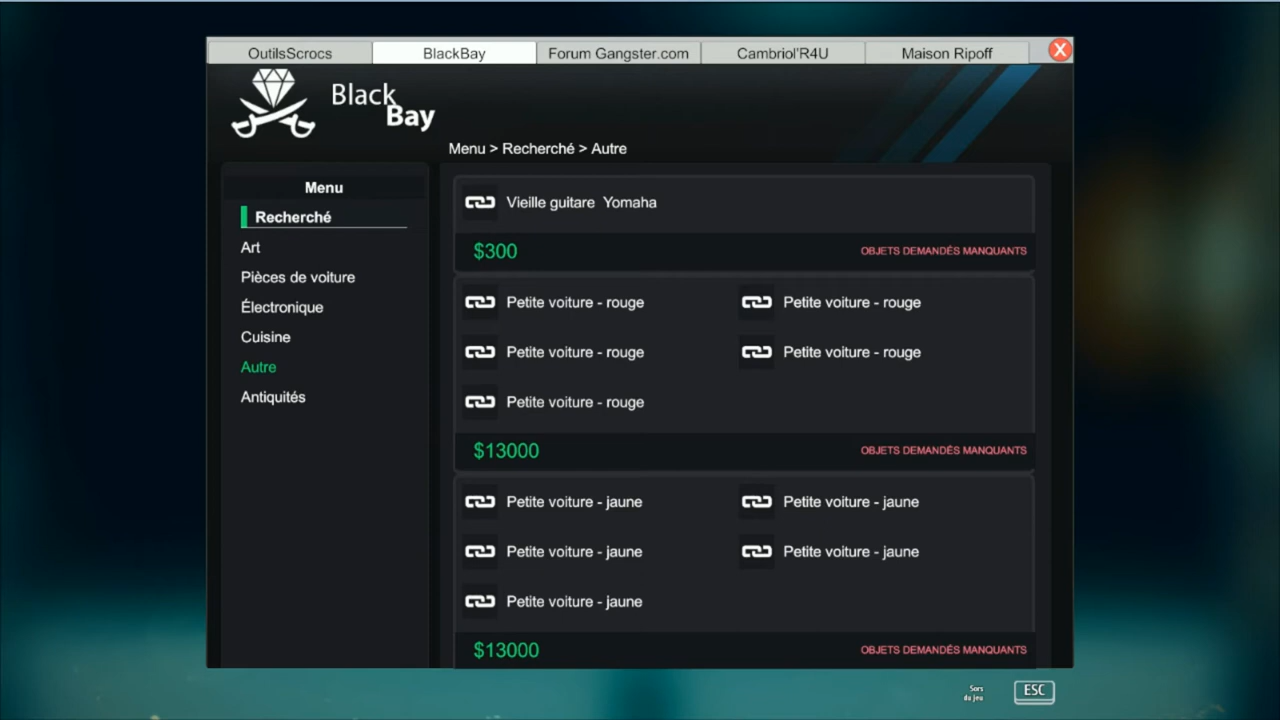 OutilsScrocs BlackBay Forum Gangster.com Cambriol'R4U Maison Ripoff X
Black
Bay
Menu > Recherché > Autre
Menu
Recherché
Art
Pièces de voiture
Électronique
Cuisine
Autre
Antiquités
Vieille guitare Yomaha
$300 OBJETS DEMANDÉS MANQUANTS
Petite voiture - rouge Petite voiture - rouge
Petite voiture - rouge Petite voiture - rouge
Petite voiture - rouge
$13000 OBJETS DEMANDÉS MANQUANTS
Petite voiture - jaune Petite voiture - jaune
Petite voiture - jaune Petite voiture - jaune
Petite voiture - jaune
$13000 OBJETS DEMANDÉS MANQUANTS
Sors
du jeu
ESC